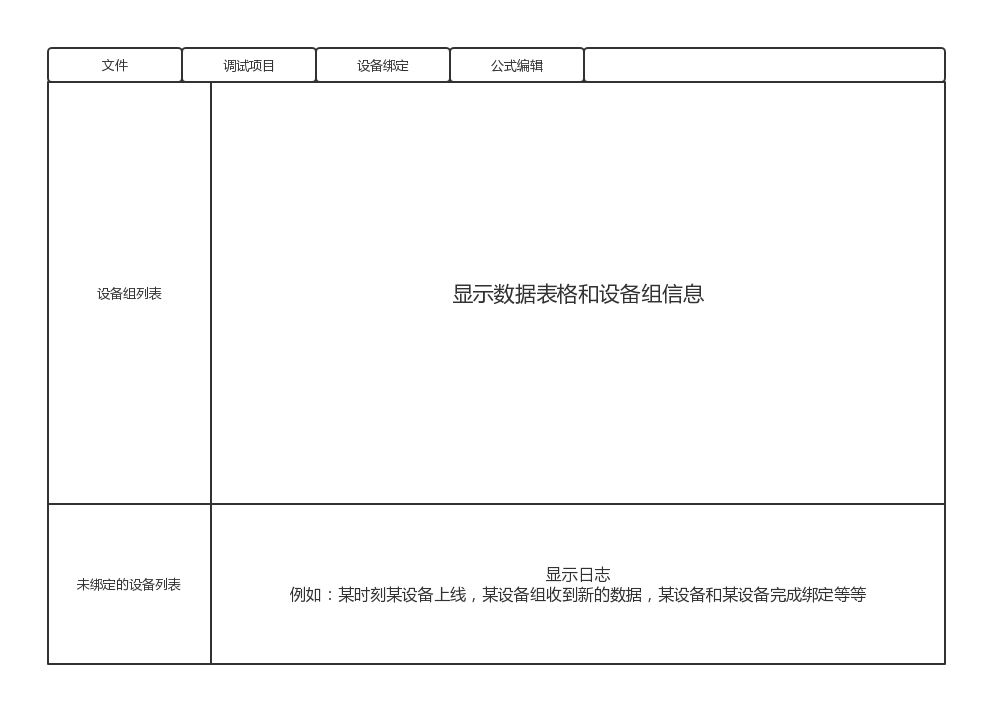 文件
调试项目
设备绑定
公式编辑
设备组列表
显示数据表格和设备组信息
未绑定的设备列表
显示日志
例如：某时刻某设备上线，某设备组收到新的数据，某设备和某设备完成绑定等等